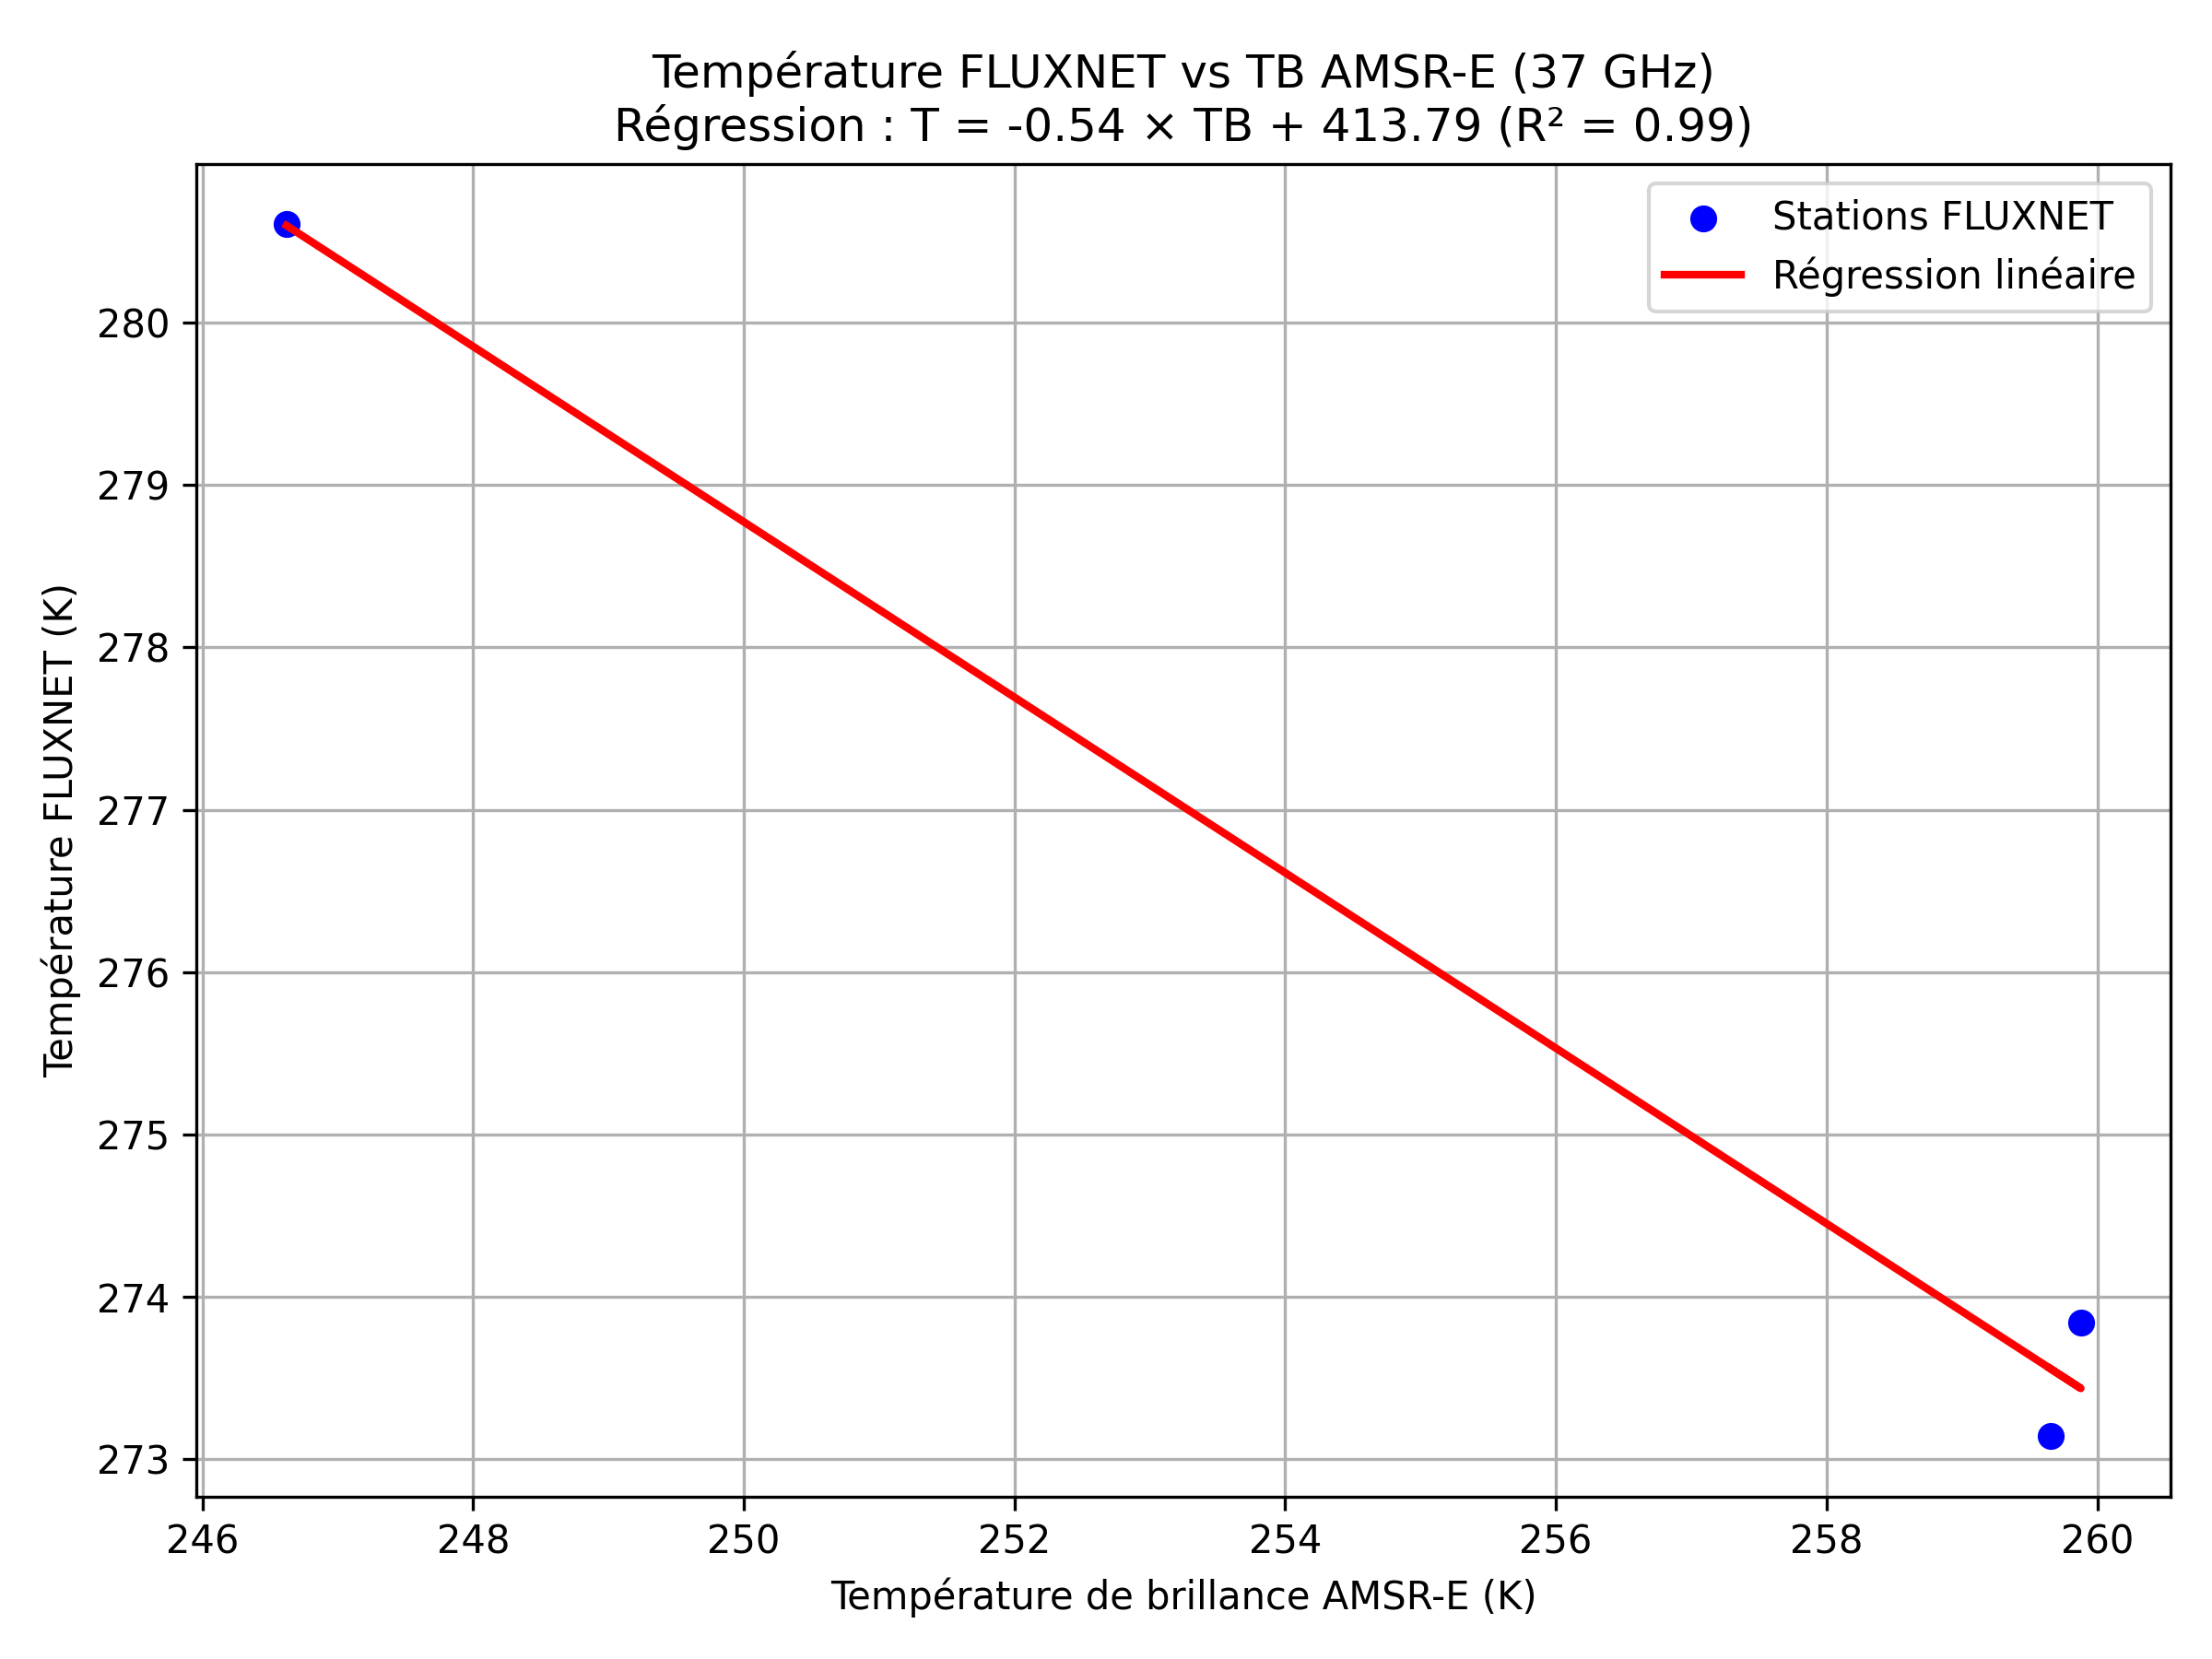 Température FLUXNET vs TB AMSR-E (37 GHz)
Régression : T = -0.54 × TB + 413.79 (R² = 0.99)
Stations FLUXNET
Régression linéaire
Température FLUXNET (K)
280
279
278
277
276
275
274
273
246 248 250 252 254 256 258 260
Température de brillance AMSR-E (K)